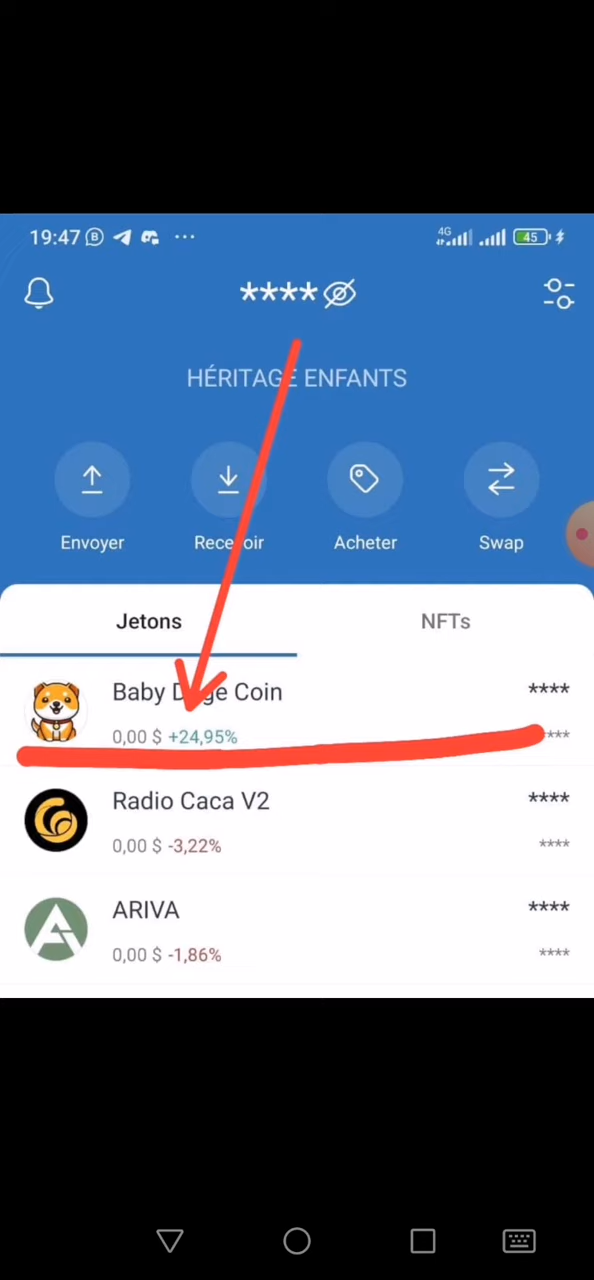 19:47
4G
45
****
HÉRITAGE ENFANTS
Envoyer
Recevoir
Acheter
Swap
Jetons
NFTs
Baby Doge Coin
****
0,00 $ +24,95%
****
Radio Caca V2
****
0,00 $ -3,22%
****
ARIVA
****
0,00 $ -1,86%
****